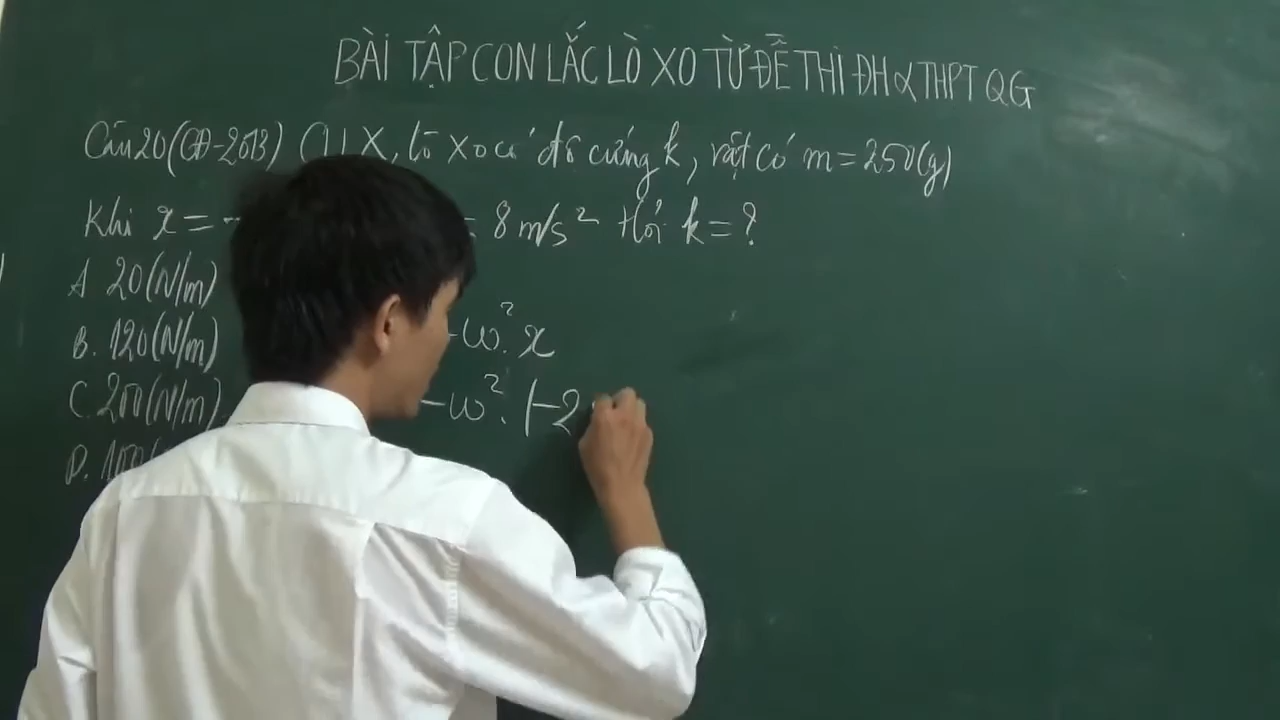 BÀI TẬP CON LẮC LÒ XO TỪ ĐỀ THI ĐH & THPT QG
Câu 20 (CĐ-2013) CLLX, lò xo có độ cứng k, vật có m = 250(g)
Khi x = - = 8 m/s² Hỏi k = ?
A 20(N/m)
B. 120(N/m)
C 200(N/m)
D. 100
-ω². x
-ω². (-2